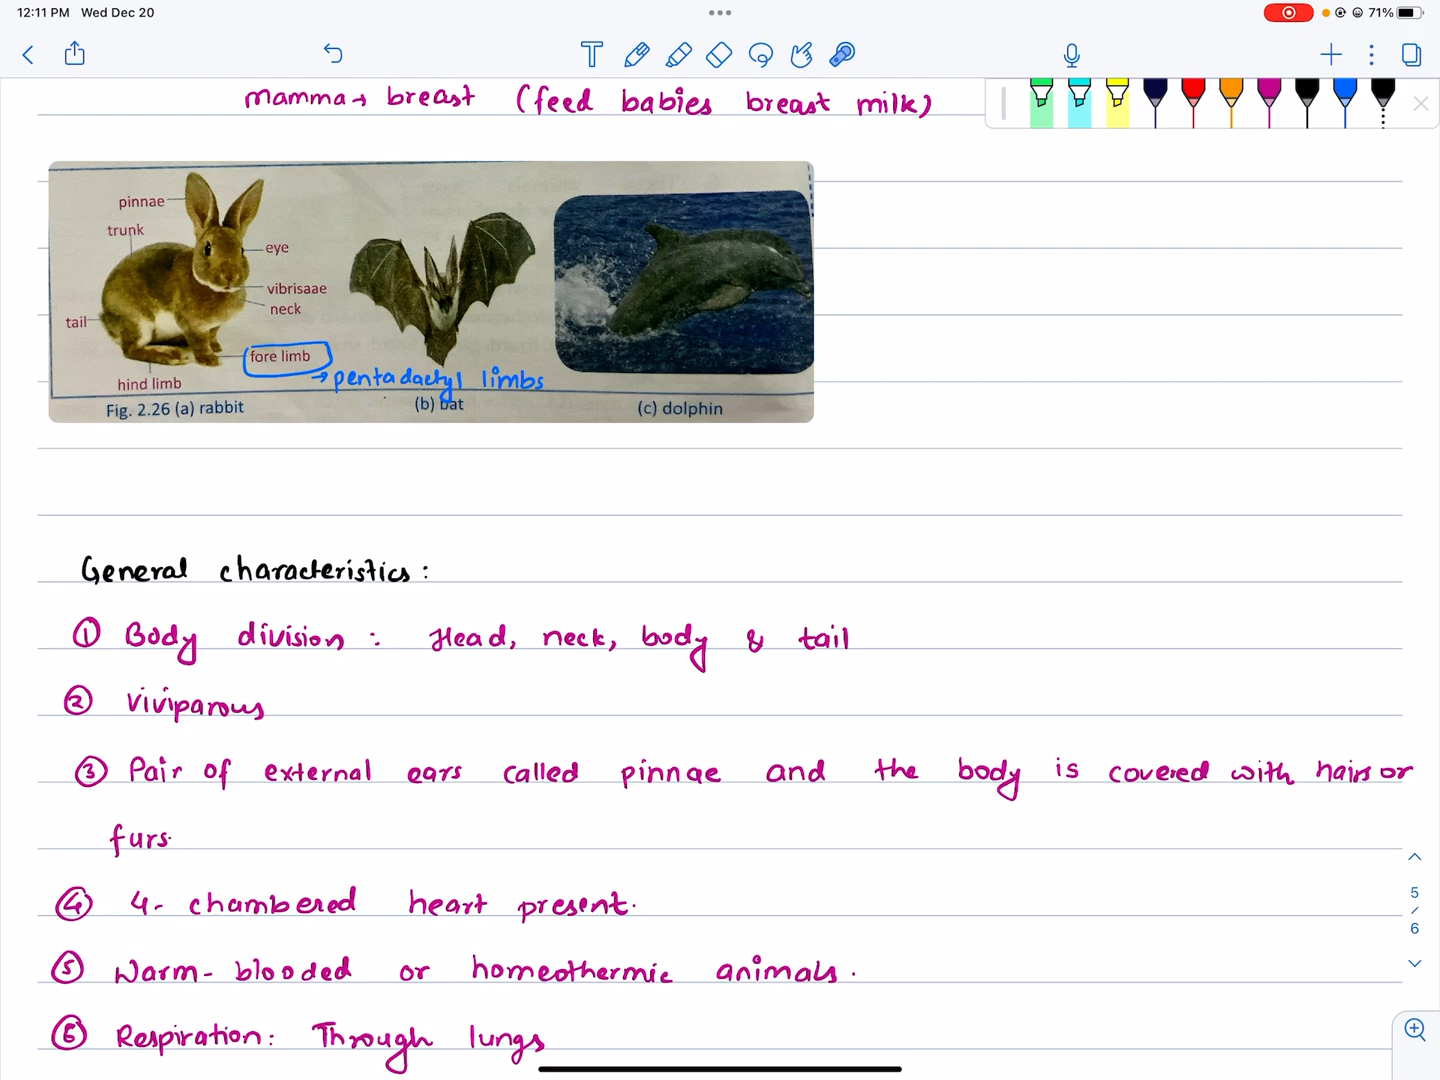 12:11 PM Wed Dec 20
71%
mamma → breast (feed babies breast milk)
pinnae
trunk
eye
vibrisaae
neck
tail
fore limb
→ pentadactyl limbs
hind limb
Fig. 2.26 (a) rabbit
(b) bat
(c) dolphin
General characteristics:
① Body division : Head, neck, body & tail
② Viviparous
③ Pair of external ears called pinnae and the body is covered with hairs or
furs.
④ 4- chambered heart present.
⑤ Warm-blooded or homeothermic animals.
⑥ Respiration: Through lungs
5
/
6